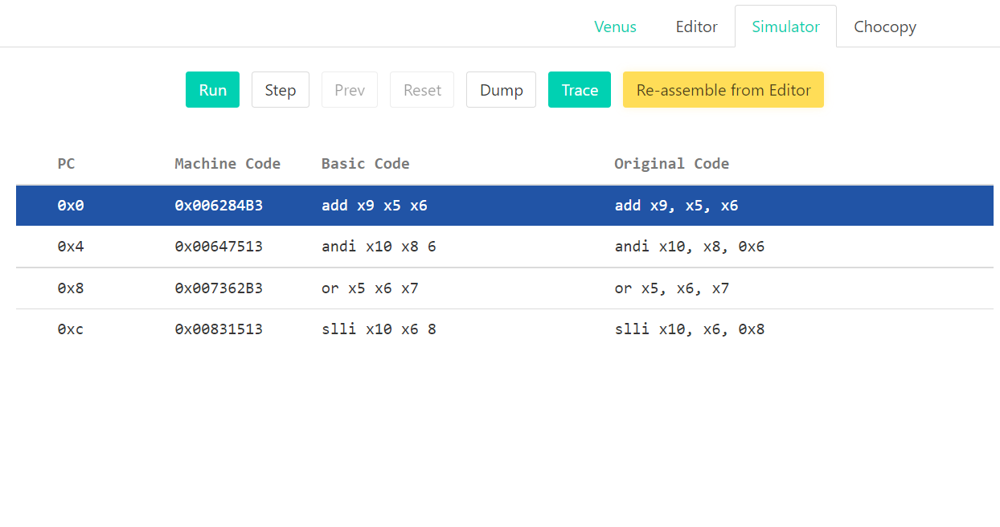 Venus Editor Simulator Chocopy
Run Step Prev Reset Dump Trace Re-assemble from Editor
PC Machine Code Basic Code Original Code
0x0 0x006284B3 add x9 x5 x6 add x9, x5, x6
0x4 0x00647513 andi x10 x8 6 andi x10, x8, 0x6
0x8 0x007362B3 or x5 x6 x7 or x5, x6, x7
0xc 0x00831513 slli x10 x6 8 slli x10, x6, 0x8